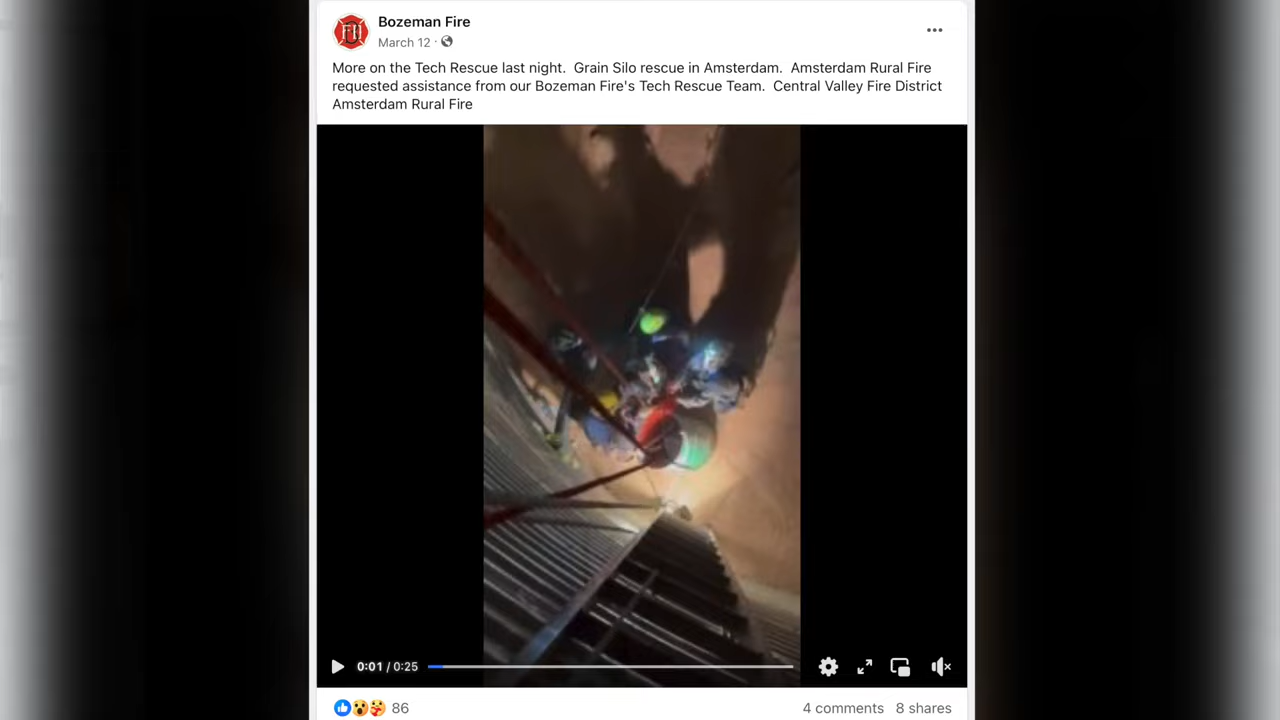 Bozeman Fire
March 12 ·
More on the Tech Rescue last night. Grain Silo rescue in Amsterdam. Amsterdam Rural Fire
requested assistance from our Bozeman Fire's Tech Rescue Team. Central Valley Fire District
Amsterdam Rural Fire
0:01 / 0:25
86
4 comments 8 shares